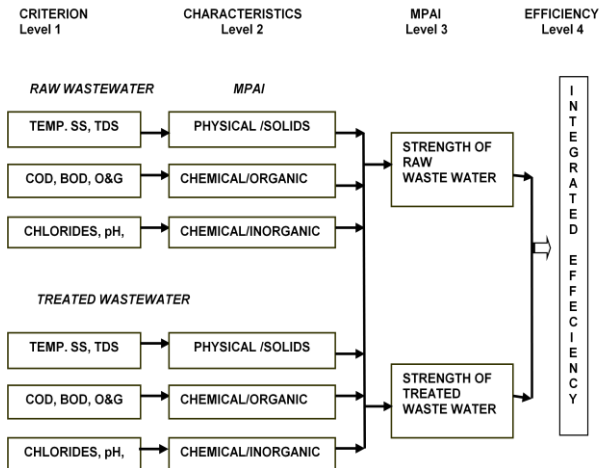 CRITERION CHARACTERISTICS MPAI EFFICIENCY
Level 1 Level 2 Level 3 Level 4
RAW WASTEWATER MPAI
TEMP. SS, TDS PHYSICAL /SOLIDS
COD, BOD, O&G CHEMICAL/ORGANIC
CHLORIDES, pH, CHEMICAL/INORGANIC
STRENGTH OF
RAW
WASTE WATER
TREATED WASTEWATER
TEMP. SS, TDS PHYSICAL /SOLIDS
COD, BOD, O&G CHEMICAL/ORGANIC
CHLORIDES, pH, CHEMICAL/INORGANIC
STRENGTH OF
TREATED
WASTE WATER
INTEGRATED EFFECIENCY